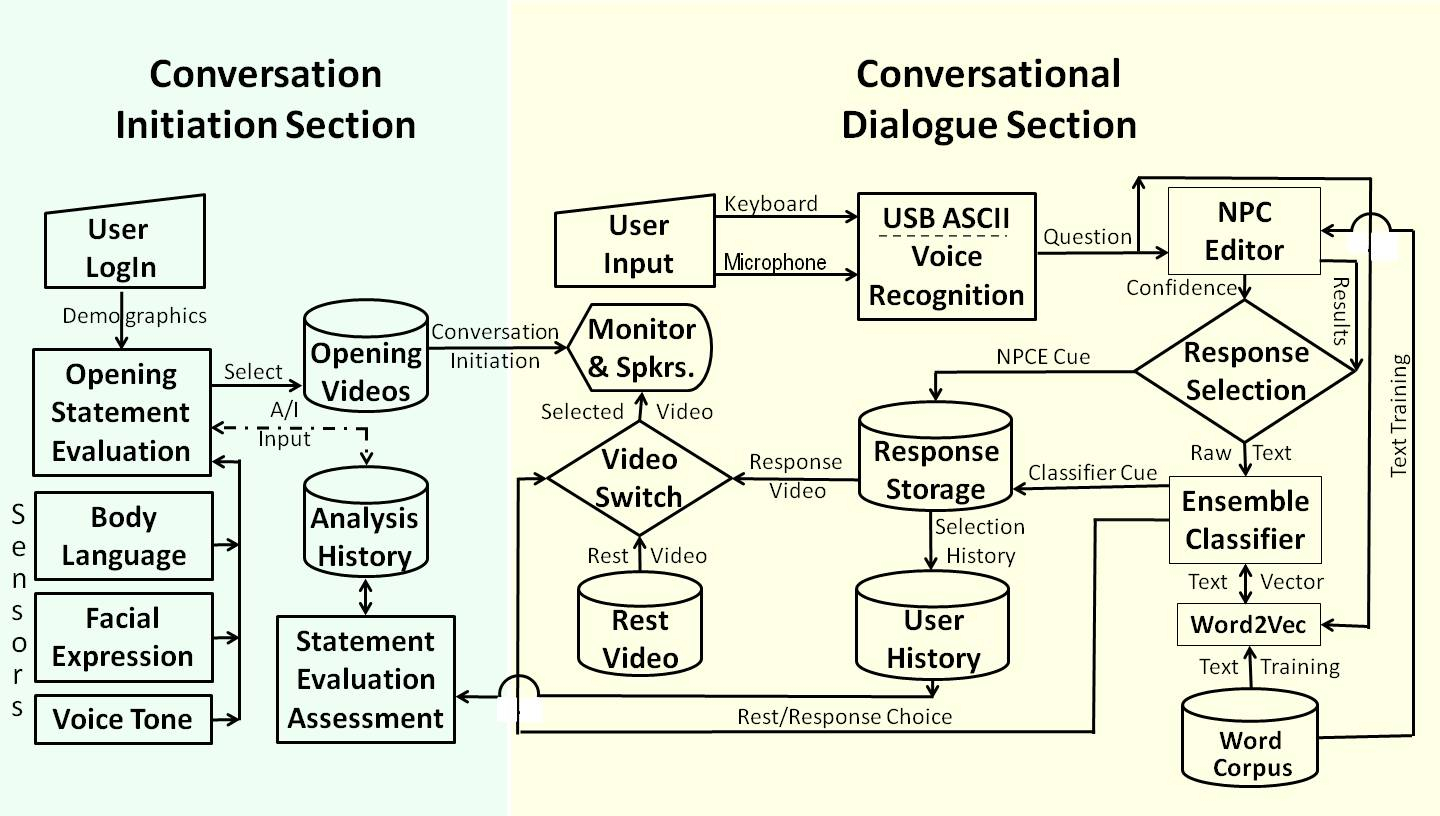 Conversation
Initiation Section
Conversational
Dialogue Section
User
LogIn
Demographics
Opening
Statement
Evaluation
Select
A/I
Input
Opening
Videos
Conversation
Initiation
Analysis
History
Statement
Evaluation
Assessment
Sensors
Body
Language
Facial
Expression
Voice Tone
User
Input
Keyboard
Microphone
USB ASCII
Voice
Recognition
Question
NPC
Editor
Confidence
Results
Response
Selection
NPCE Cue
Raw Text
Text Training
Monitor
& Spkrs.
Selected Video
Video
Switch
Response
Video
Response
Storage
Classifier Cue
Ensemble
Classifier
Rest Video
Rest
Video
Selection
History
User
History
Text Vector
Word2Vec
Text Training
Word
Corpus
Rest/Response Choice